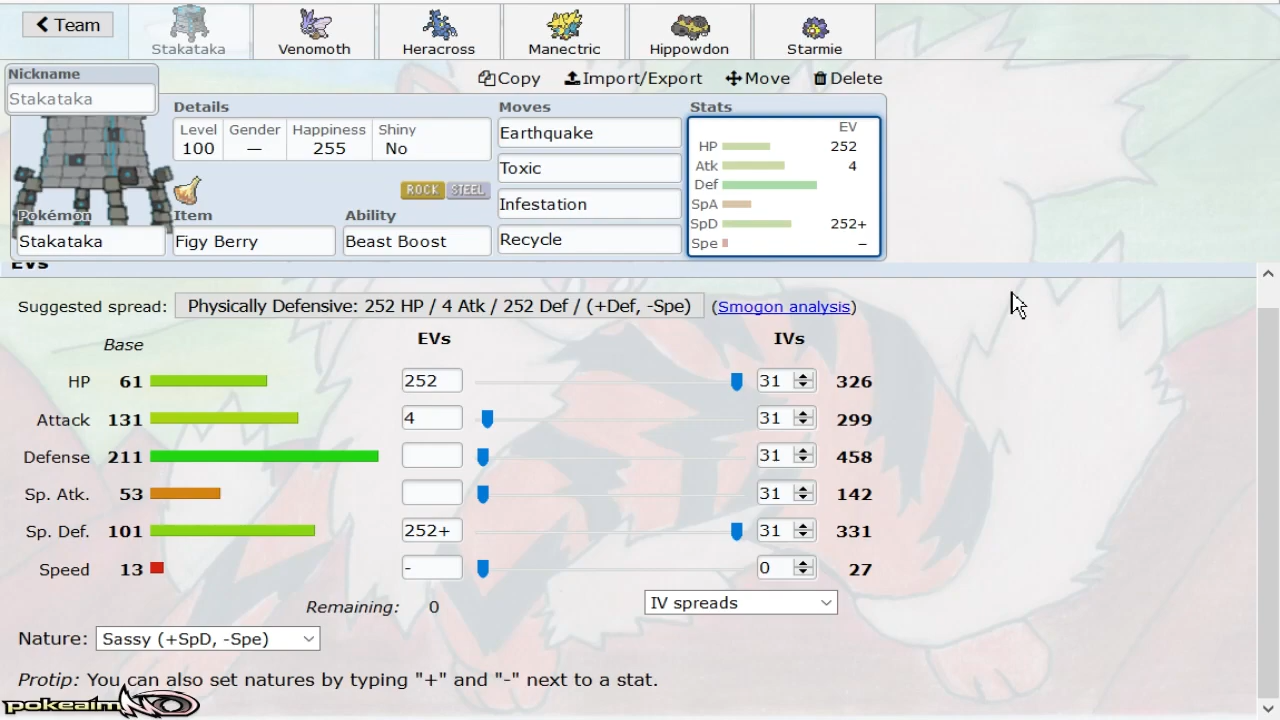 Team
Stakataka
Venomoth
Heracross
Manectric
Hippowdon
Starmie
Nickname
Stakataka
Copy
Import/Export
Move
Delete
Details
Level Gender Happiness Shiny
100 — 255 No
ROCK STEEL
Pokémon
Stakataka
Item
Figy Berry
Ability
Beast Boost
Moves
Earthquake
Toxic
Infestation
Recycle
Stats
EV
HP 252
Atk 4
Def
SpA
SpD 252+
Spe –
EVs
Suggested spread: Physically Defensive: 252 HP / 4 Atk / 252 Def / (+Def, -Spe) (Smogon analysis)
Base EVs IVs
HP 61 252 31 326
Attack 131 4 31 299
Defense 211 31 458
Sp. Atk. 53 31 142
Sp. Def. 101 252+ 31 331
Speed 13 - 0 27
Remaining: 0 IV spreads
Nature: Sassy (+SpD, -Spe)
Protip: You can also set natures by typing "+" and "-" next to a stat.
pokeaimMD